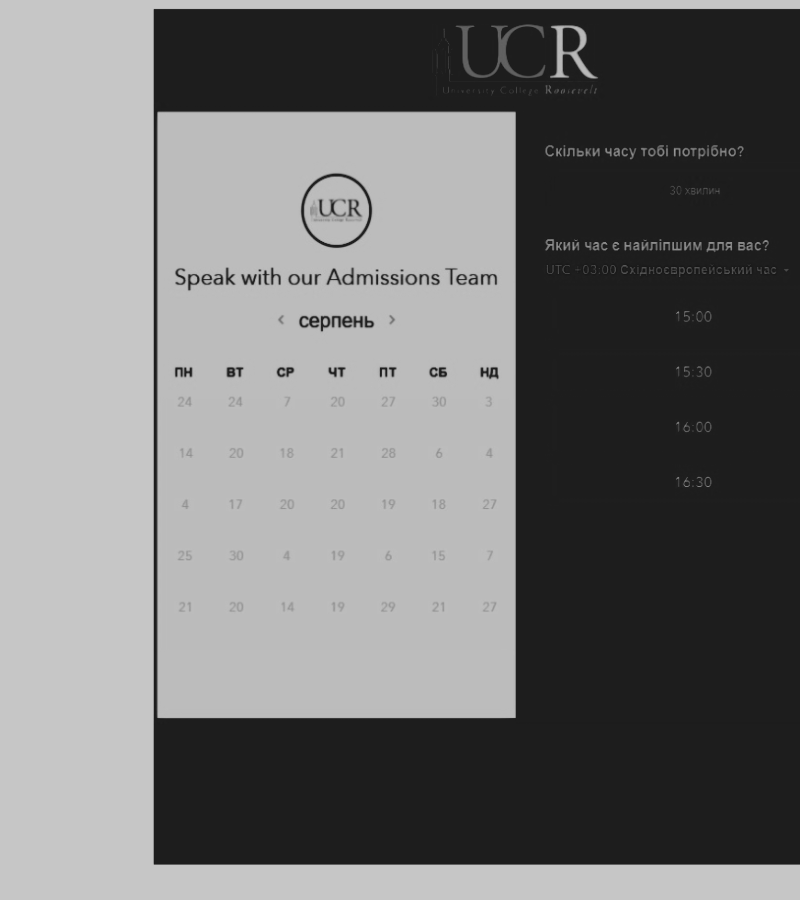 UCR
University College Roosevelt
UCR
Speak with our Admissions Team
‹ серпень ›
ПН ВТ СР ЧТ ПТ СБ НД
24 24 7 20 27 30 3
14 20 18 21 28 6 4
4 17 20 20 19 18 27
25 30 4 19 6 15 7
21 20 14 19 29 21 27
Скільки часу тобі потрібно?
30 хвилин
Який час є найліпшим для вас?
UTC +03:00 Східноєвропейський час
15:00
15:30
16:00
16:30